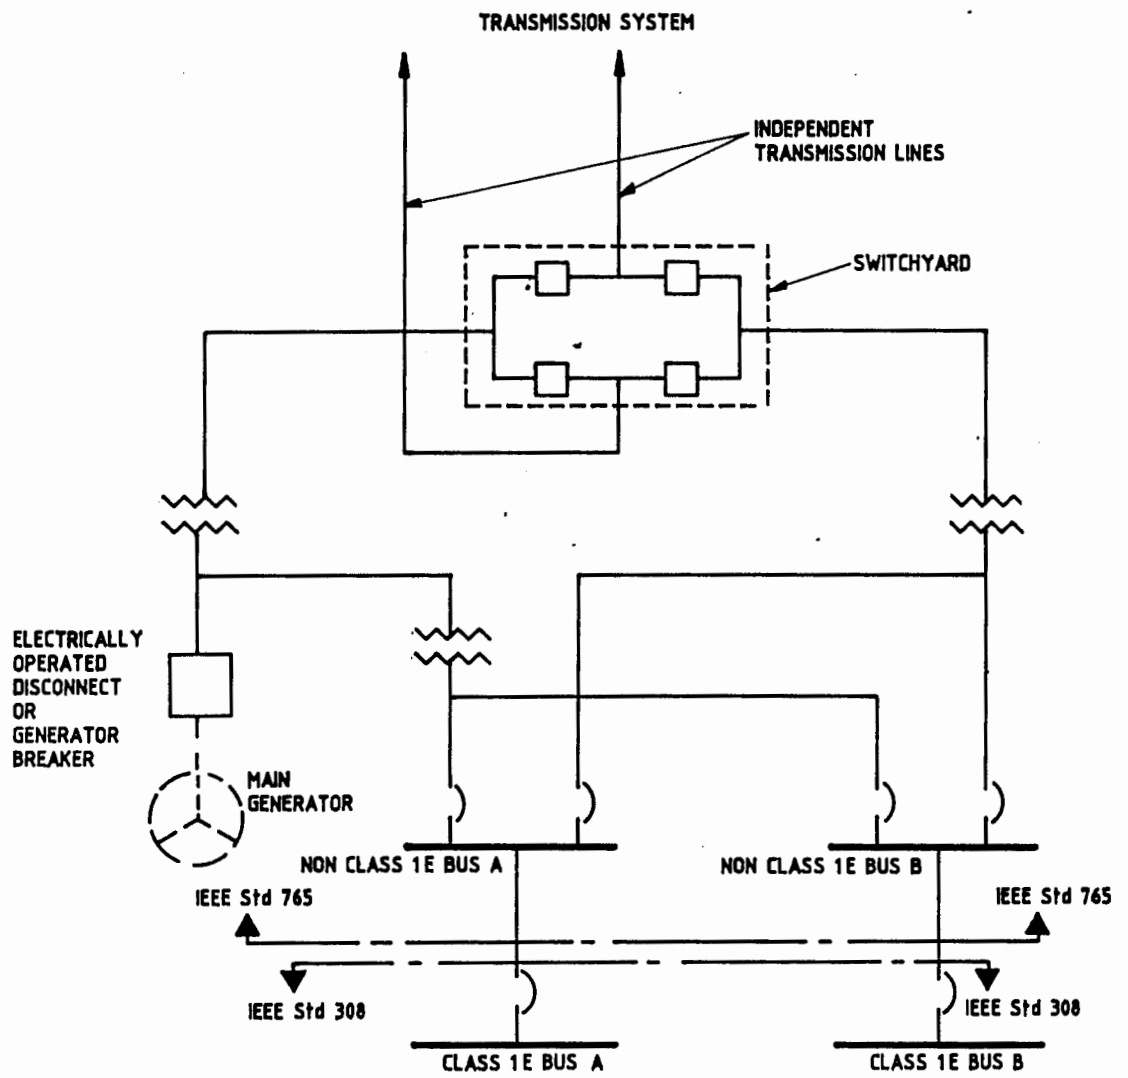 TRANSMISSION SYSTEM
INDEPENDENT
TRANSMISSION LINES
SWITCHYARD
ELECTRICALLY
OPERATED
DISCONNECT
OR
GENERATOR
BREAKER
MAIN
GENERATOR
NON CLASS 1E BUS A
NON CLASS 1E BUS B
IEEE Std 765
IEEE Std 765
IEEE Std 308
IEEE Std 308
CLASS 1E BUS A
CLASS 1E BUS B